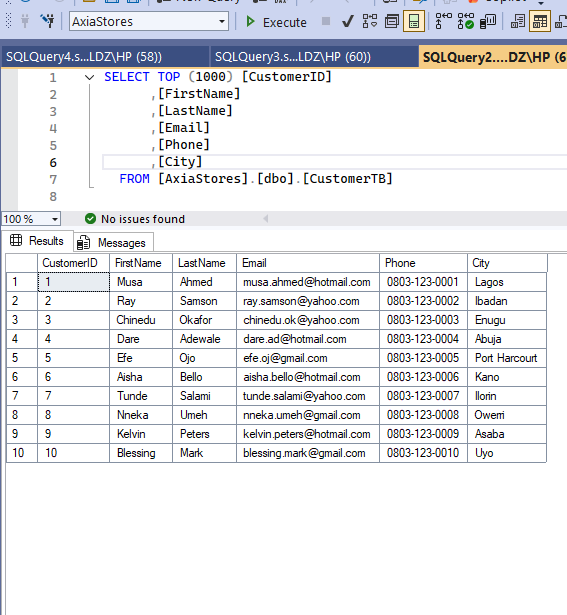 AxiaStores
Execute
SQLQuery4.s...LDZ\HP (58))
SQLQuery3.s...LDZ\HP (60))
SQLQuery2....DZ\HP (6
1 SELECT TOP (1000) [CustomerID]
2 ,[FirstName]
3 ,[LastName]
4 ,[Email]
5 ,[Phone]
6 ,[City]
7 FROM [AxiaStores].[dbo].[CustomerTB]
8
100 % No issues found
Results Messages
CustomerID FirstName LastName Email Phone City
1 1 Musa Ahmed musa.ahmed@hotmail.com 0803-123-0001 Lagos
2 2 Ray Samson ray.samson@yahoo.com 0803-123-0002 Ibadan
3 3 Chinedu Okafor chinedu.ok@yahoo.com 0803-123-0003 Enugu
4 4 Dare Adewale dare.ad@hotmail.com 0803-123-0004 Abuja
5 5 Efe Ojo efe.oj@gmail.com 0803-123-0005 Port Harcourt
6 6 Aisha Bello aisha.bello@hotmail.com 0803-123-0006 Kano
7 7 Tunde Salami tunde.salami@yahoo.com 0803-123-0007 Ilorin
8 8 Nneka Umeh nneka.umeh@gmail.com 0803-123-0008 Owerri
9 9 Kelvin Peters kelvin.peters@hotmail.com 0803-123-0009 Asaba
10 10 Blessing Mark blessing.mark@gmail.com 0803-123-0010 Uyo